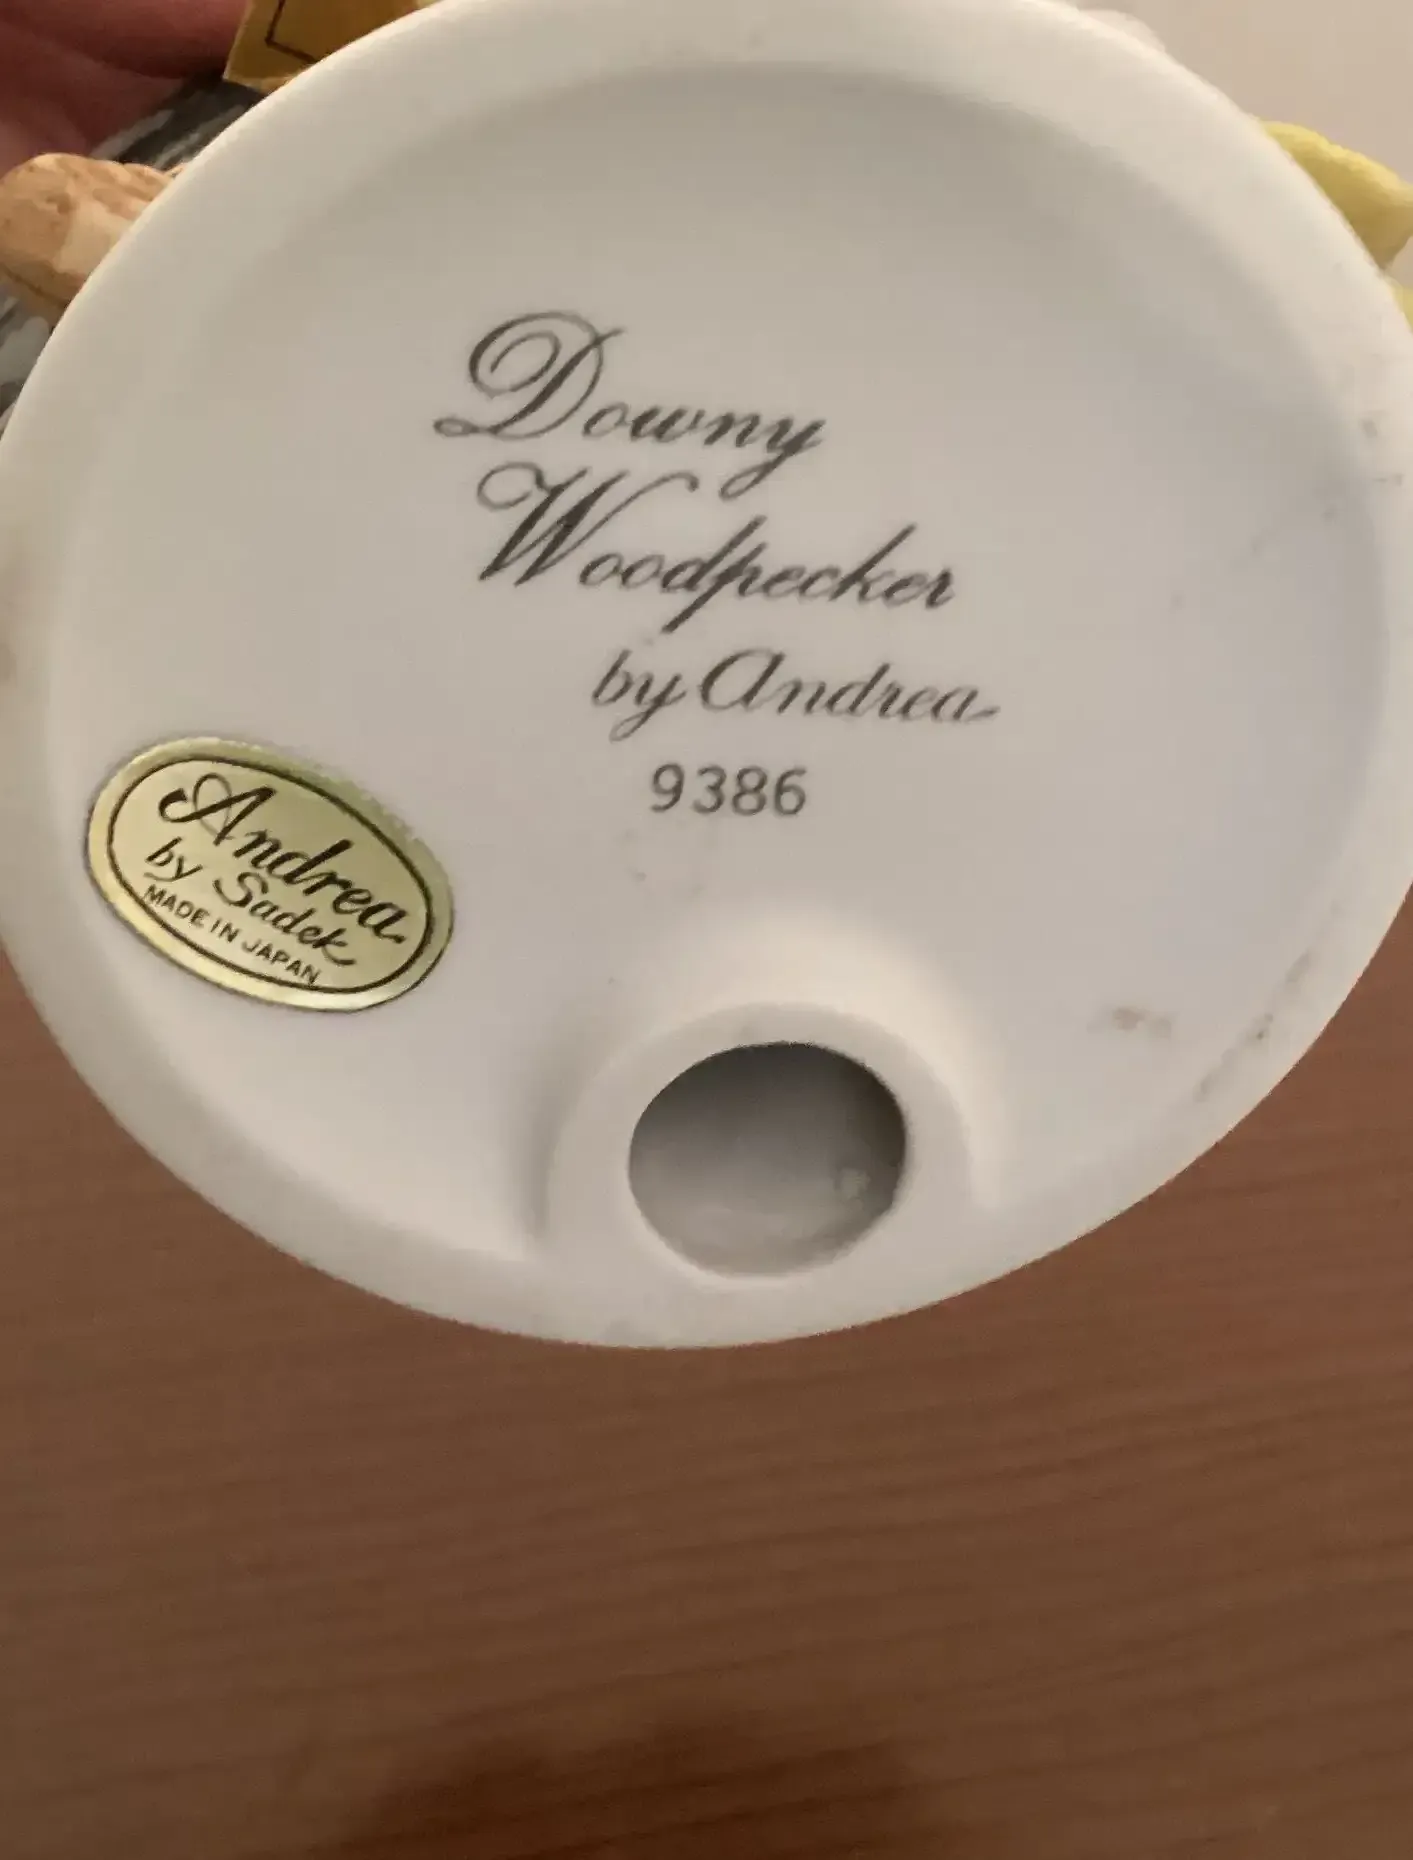 Downy
Woodpecker
by Andrea
9386
Andrea
by Sadek
MADE IN JAPAN